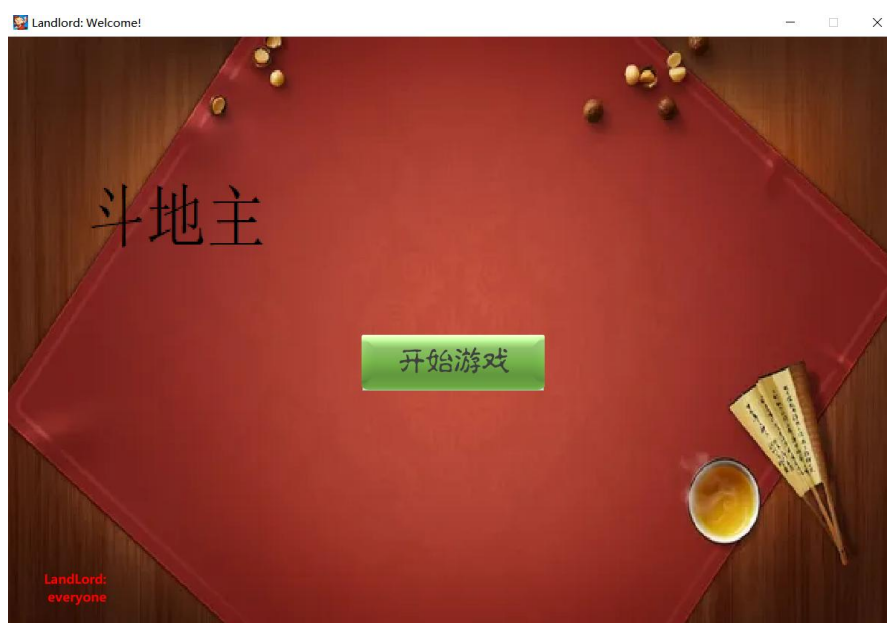 Landlord: Welcome!
斗地主
开始游戏
LandLord:
everyone